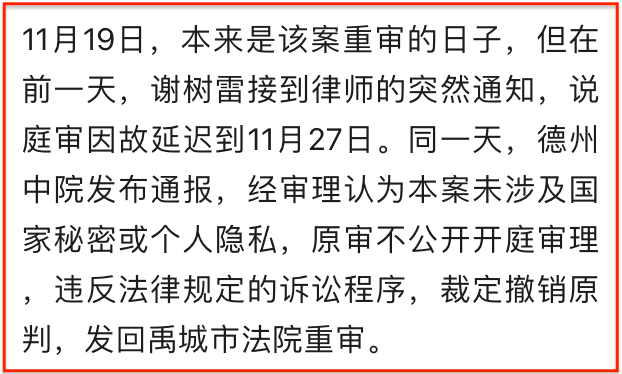 11月19日，本来是该案重审的日子，但在
前一天，谢树雷接到律师的突然通知，说
庭审因故延迟到11月27日。同一天，德州
中院发布通报，经审理认为本案未涉及国
家秘密或个人隐私，原审不公开开庭审理
，违反法律规定的诉讼程序，裁定撤销原
判，发回禹城市法院重审。